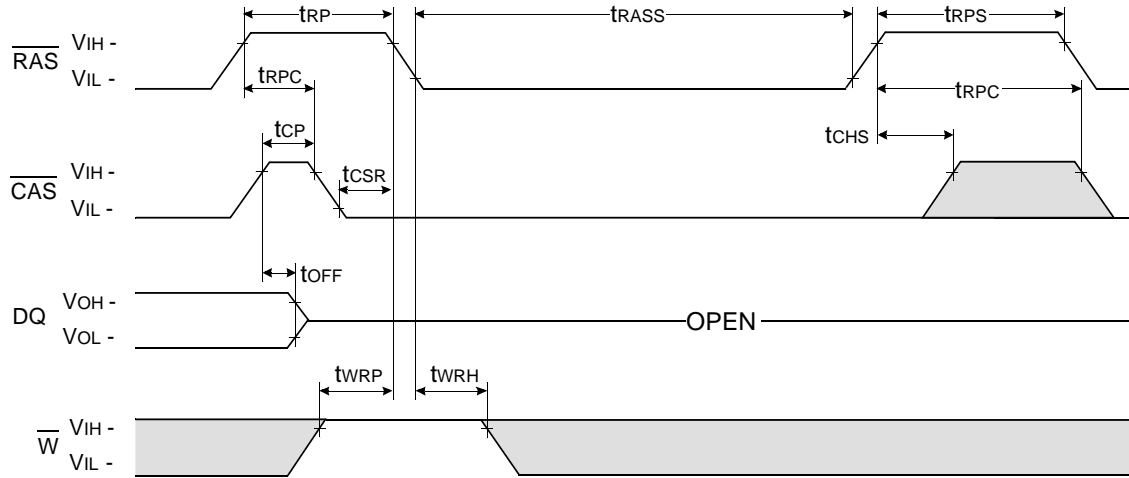 tRP
tRASS
tRPS
RAS
VIH -
VIL -
tRPC
tRPC
tCP
tCHS
CAS
VIH -
VIL -
tCSR
tOFF
DQ
VOH -
VOL -
OPEN
tWRP
tWRH
W
VIH -
VIL -